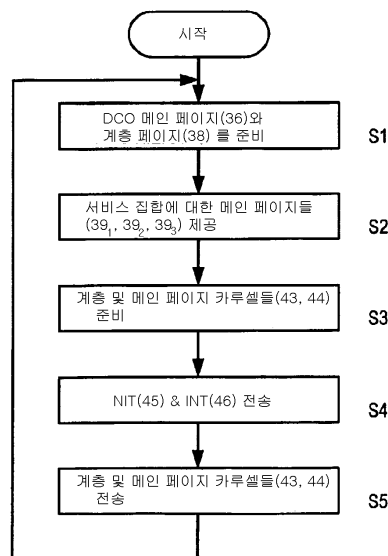 시작
DCO 메인 페이지(36)와
계층 페이지(38) 를 준비
S1
서비스 집합에 대한 메인 페이지들
(39₁, 39₂, 39₃) 제공
S2
계층 및 메인 페이지 카루셀들(43, 44)
준비
S3
NIT(45) & INT(46) 전송
S4
계층 및 메인 페이지 카루셀들(43, 44)
전송
S5